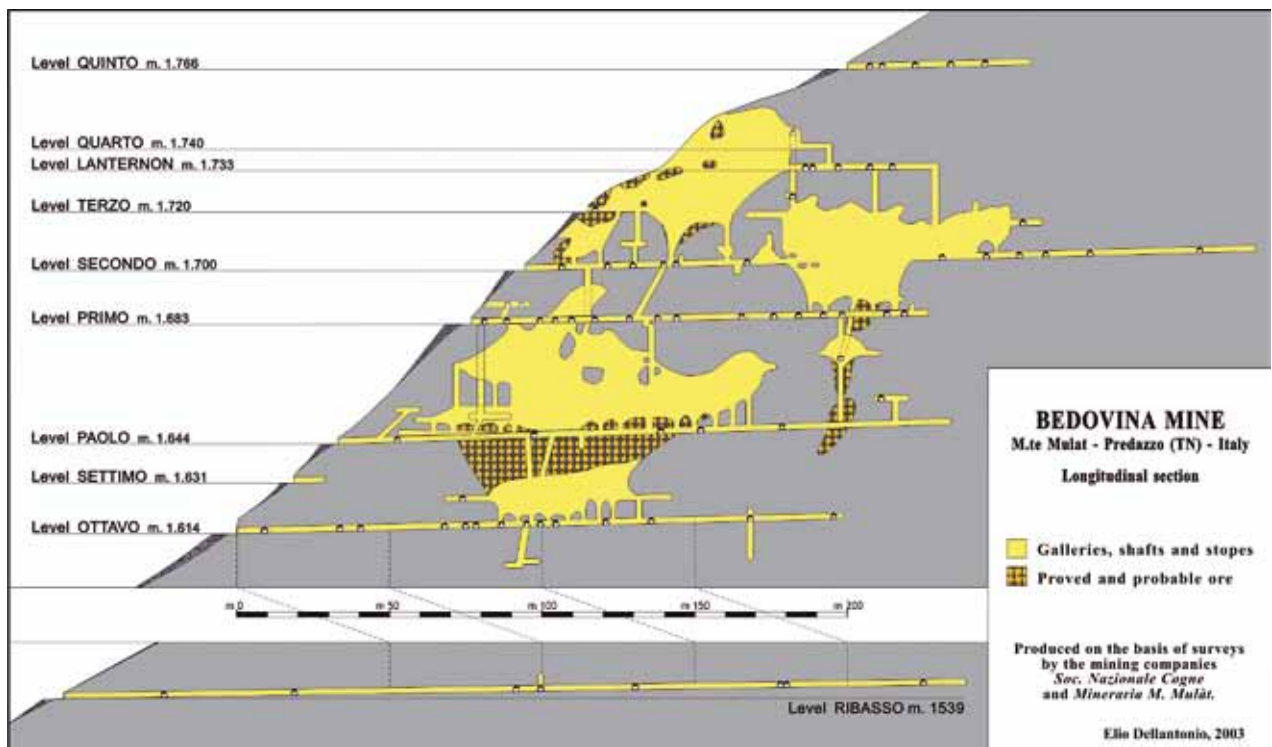 Level QUINTO m. 1.766
Level QUARTO m. 1.740
Level LANTERNON m. 1.733
Level TERZO m. 1.720
Level SECONDO m. 1.700
Level PRIMO m. 1.683
Level PAOLO m. 1.644
Level SETTIMO m. 1.631
Level OTTAVO m. 1.614
m 0 m 50 m 100 m 150 m 200
Level RIBASSO m. 1539
BEDOVINA MINE
M.te Mulat - Predazzo (TN) - Italy
Longitudinal section
Galleries, shafts and stopes
Proved and probable ore
Produced on the basis of surveys
by the mining companies
Soc. Nazionale Cogne
and Mineraria M. Mulàt.
Elio Dellantonio, 2003